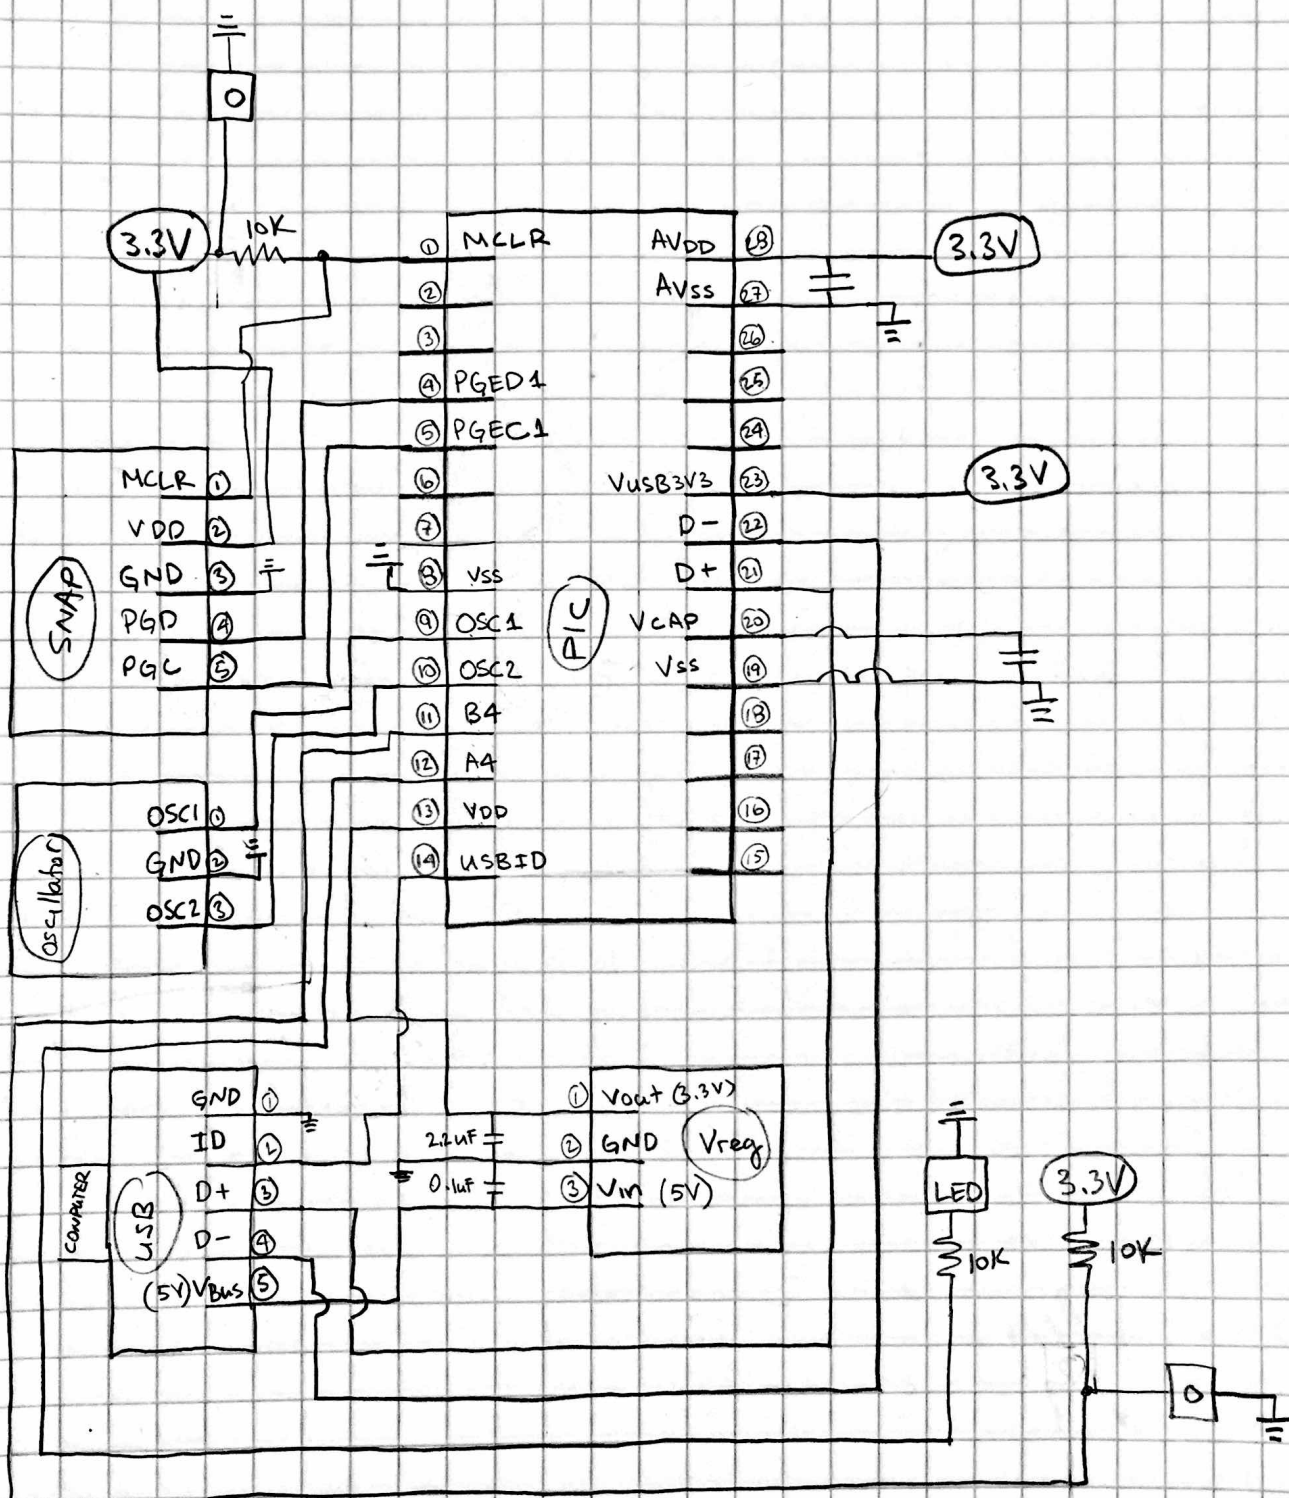 10K
3.3V
① MCLR
②
③
④ PGED1
⑤ PGEC1
⑥
⑦
⑧ VSS
⑨ OSC1
⑩ OSC2
⑪ B4
⑫ A4
⑬ VDD
⑭ USBID
PIC
AVDD ㉘
AVSS ㉗
㉖
㉕
㉔
VUSB3V3 ㉓
D- ㉒
D+ ㉑
VCAP ⑳
VSS ⑲
⑱
⑰
⑯
⑮
3.3V
3.3V
SNAP
MCLR ①
VDD ②
GND ③
PGD ④
PGC ⑤
Oscillator
OSC1 ①
GND ②
OSC2 ③
COMPUTER
USB
GND ①
ID ②
D+ ③
D- ④
(5V)VBus ⑤
2.2uF
0.1uF
① Vout (3.3V)
② GND
③ Vin (5V)
Vreg
LED
10K
3.3V
10K